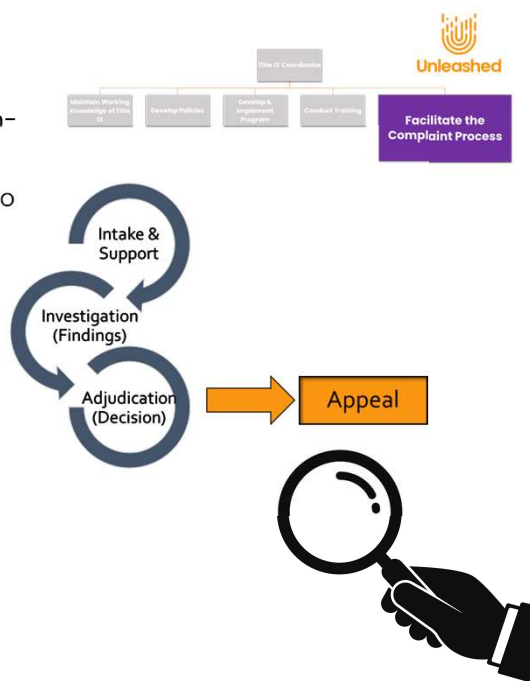 Unleashed
Title IX Coordinator
Maintain Working
Knowledge of Title
IX
Develop Policies
Develop &
Implement
Program
Conduct Training
Facilitate the
Complaint Process
Intake &
Support
Investigation
(Findings)
Adjudication
(Decision)
Appeal